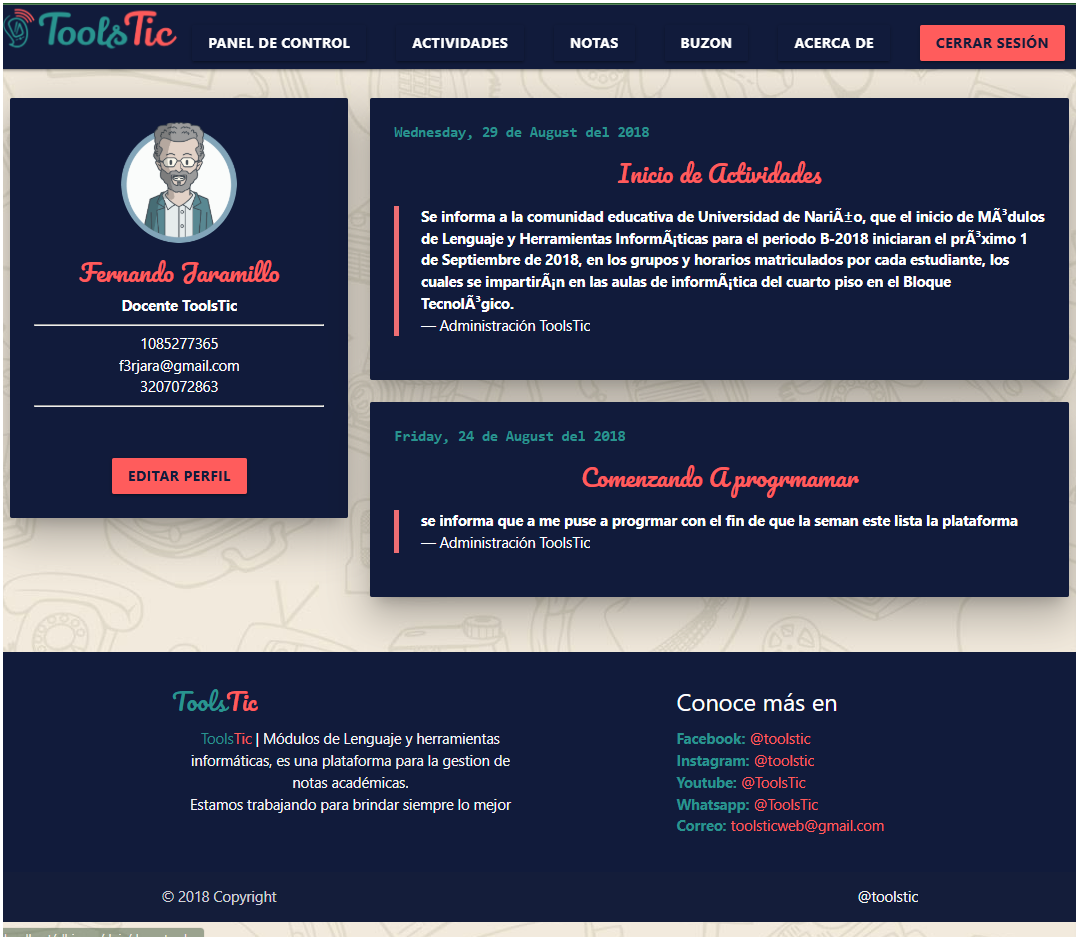 ToolsTic
PANEL DE CONTROL ACTIVIDADES NOTAS BUZON ACERCA DE CERRAR SESIÓN
Fernando Jaramillo
Docente ToolsTic
1085277365
f3rjara@gmail.com
3207072863
EDITAR PERFIL
Wednesday, 29 de August del 2018
Inicio de Actividades
Se informa a la comunidad educativa de Universidad de NariÃ±o, que el inicio de MÃ³dulos
de Lenguaje y Herramientas InformÃ¡ticas para el periodo B-2018 iniciaran el prÃ³ximo 1
de Septiembre de 2018, en los grupos y horarios matriculados por cada estudiante, los
cuales se impartirÃ¡n en las aulas de informÃ¡tica del cuarto piso en el Bloque
TecnolÃ³gico.
— Administración ToolsTic
Friday, 24 de August del 2018
Comenzando A progrmamar
se informa que a me puse a progrmar con el fin de que la seman este lista la plataforma
— Administración ToolsTic
ToolsTic
ToolsTic | Módulos de Lenguaje y herramientas
informáticas, es una plataforma para la gestion de
notas académicas.
Estamos trabajando para brindar siempre lo mejor
Conoce más en
Facebook: @toolstic
Instagram: @toolstic
Youtube: @ToolsTic
Whatsapp: @ToolsTic
Correo: toolsticweb@gmail.com
© 2018 Copyright
@toolstic